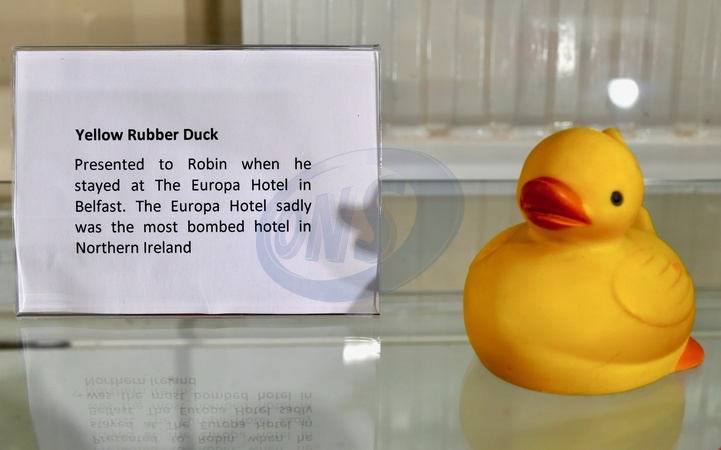 Yellow Rubber Duck
Presented to Robin when he
stayed at The Europa Hotel in
Belfast. The Europa Hotel sadly
was the most bombed hotel in
Northern Ireland
JNS